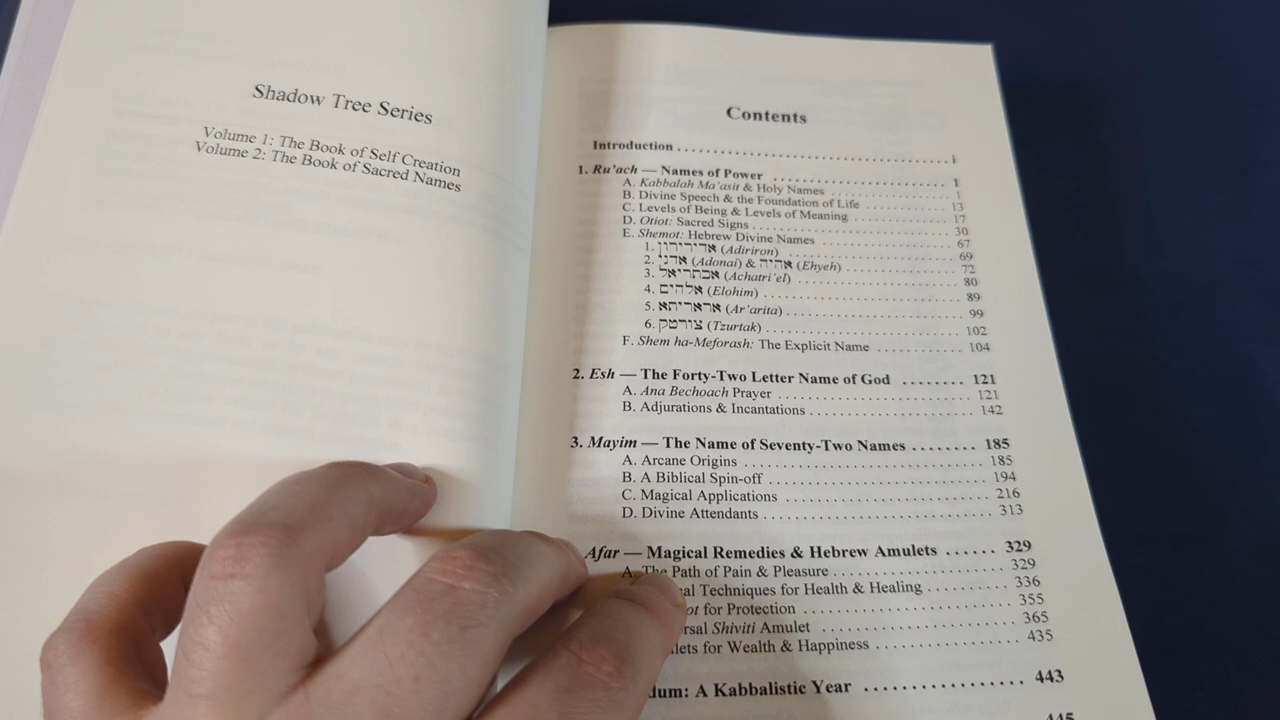 Shadow Tree Series
Volume 1: The Book of Self Creation
Volume 2: The Book of Sacred Names
Contents
Introduction . . . . . . . . . . . . . . . . . . . . . . . . . . . . . . . . . . . . . . . . i
1. Ru'ach — Names of Power . . . . . . . . . . . . . . . . . . . . . . . . 1
A. Kabbalah Ma'asit & Holy Names . . . . . . . . . . . . . . . . . . 1
B. Divine Speech & the Foundation of Life . . . . . . . . . . . . 13
C. Levels of Being & Levels of Meaning . . . . . . . . . . . . . . 17
D. Otiot: Sacred Signs . . . . . . . . . . . . . . . . . . . . . . . . . . . . 30
E. Shemot: Hebrew Divine Names . . . . . . . . . . . . . . . . . . . 67
1. אדירירון (Adiriron) . . . . . . . . . . . . . . . . . . . . . . . . 69
2. אדני (Adonai) & אהיה (Ehyeh) . . . . . . . . . . . . . . . . 72
3. אכתריאל (Achatri'el) . . . . . . . . . . . . . . . . . . . . . . . 80
4. אלהים (Elohim) . . . . . . . . . . . . . . . . . . . . . . . . . . . 89
5. אראריתא (Ar'arita) . . . . . . . . . . . . . . . . . . . . . . . . 99
6. צורטק (Tzurtak) . . . . . . . . . . . . . . . . . . . . . . . . . . 102
F. Shem ha-Meforash: The Explicit Name . . . . . . . . . . . . 104
2. Esh — The Forty-Two Letter Name of God . . . . . . . . 121
A. Ana Bechoach Prayer . . . . . . . . . . . . . . . . . . . . . . . . . 121
B. Adjurations & Incantations . . . . . . . . . . . . . . . . . . . . . 142
3. Mayim — The Name of Seventy-Two Names . . . . . . . . 185
A. Arcane Origins . . . . . . . . . . . . . . . . . . . . . . . . . . . . . . 185
B. A Biblical Spin-off . . . . . . . . . . . . . . . . . . . . . . . . . . . 194
C. Magical Applications . . . . . . . . . . . . . . . . . . . . . . . . . 216
D. Divine Attendants . . . . . . . . . . . . . . . . . . . . . . . . . . . . 313
Afar — Magical Remedies & Hebrew Amulets . . . . . . 329
A. The Path of Pain & Pleasure . . . . . . . . . . . . . . . . . . . . 329
Techniques for Health & Healing . . . . . . . . . . . . 336
for Protection . . . . . . . . . . . . . . . . . . . . . . . . . . 355
Shiviti Amulet . . . . . . . . . . . . . . . . . . . . . . . . . . 365
for Wealth & Happiness . . . . . . . . . . . . . . . . . . . 435
A Kabbalistic Year . . . . . . . . . . . . . . . . . 443